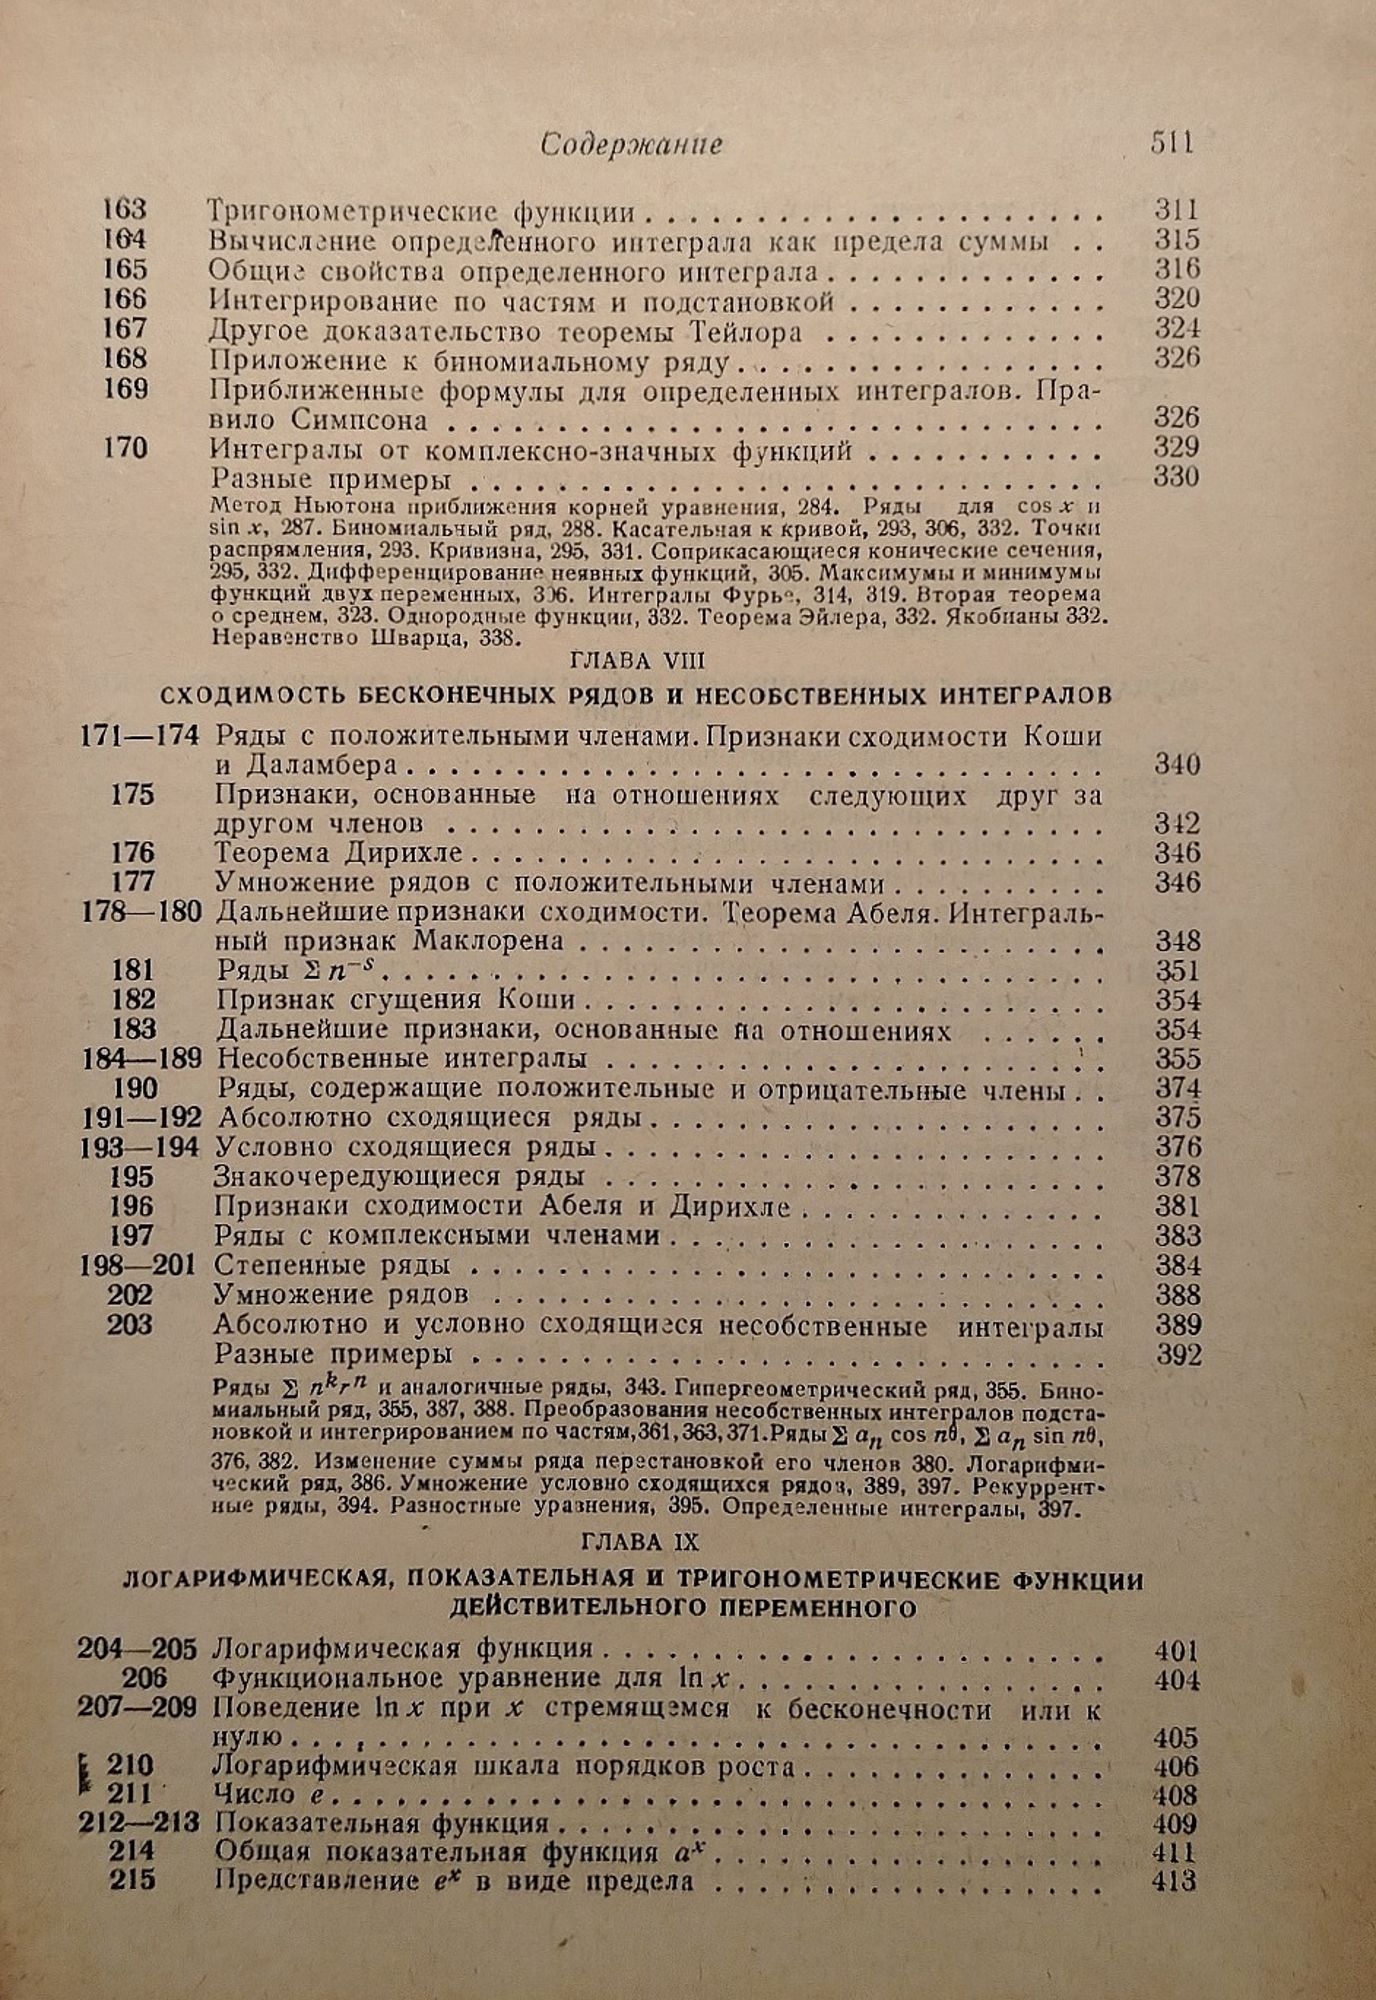 Содержание 511
163 Тригонометрические функции . . . . . . . . . . . . . . . . . . . . . 311
164 Вычисление определенного интеграла как предела суммы . . 315
165 Общие свойства определенного интеграла . . . . . . . . . . . . . 316
166 Интегрирование по частям и подстановкой . . . . . . . . . . . . 320
167 Другое доказательство теоремы Тейлора . . . . . . . . . . . . . 324
168 Приложение к биномиальному ряду . . . . . . . . . . . . . . . . . 326
169 Приближенные формулы для определенных интегралов. Пра-
вило Симпсона . . . . . . . . . . . . . . . . . . . . . . . . . . . . . . 326
170 Интегралы от комплексно-значных функций . . . . . . . . . . . 329
Разные примеры . . . . . . . . . . . . . . . . . . . . . . . . . . . . . 330
Метод Ньютона приближения корней уравнения, 284. Ряды для cos x и
sin x, 287. Биномиальный ряд, 288. Касательная к кривой, 293, 306, 332. Точки
распрямления, 293. Кривизна, 295, 331. Соприкасающиеся конические сечения,
295, 332. Дифференцирование неявных функций, 305. Максимумы и минимумы
функций двух переменных, 306. Интегралы Фурье, 314, 319. Вторая теорема
о среднем, 323. Однородные функции, 332. Теорема Эйлера, 332. Якобианы 332.
Неравенство Шварца, 338.
ГЛАВА VIII
СХОДИМОСТЬ БЕСКОНЕЧНЫХ РЯДОВ И НЕСОБСТВЕННЫХ ИНТЕГРАЛОВ
171—174 Ряды с положительными членами. Признаки сходимости Коши
и Даламбера . . . . . . . . . . . . . . . . . . . . . . . . . . . . . . . . 340
175 Признаки, основанные на отношениях следующих друг за
другом членов . . . . . . . . . . . . . . . . . . . . . . . . . . . . . . 342
176 Теорема Дирихле . . . . . . . . . . . . . . . . . . . . . . . . . . . . . 346
177 Умножение рядов с положительными членами . . . . . . . . . . 346
178—180 Дальнейшие признаки сходимости. Теорема Абеля. Интеграль-
ный признак Маклорена . . . . . . . . . . . . . . . . . . . . . . . . 348
181 Ряды Σ n⁻ˢ . . . . . . . . . . . . . . . . . . . . . . . . . . . . . . . . . 351
182 Признак сгущения Коши . . . . . . . . . . . . . . . . . . . . . . . . 354
183 Дальнейшие признаки, основанные на отношениях . . . . . . 354
184—189 Несобственные интегралы . . . . . . . . . . . . . . . . . . . . . . . 355
190 Ряды, содержащие положительные и отрицательные члены . . 374
191—192 Абсолютно сходящиеся ряды . . . . . . . . . . . . . . . . . . . . . 375
193—194 Условно сходящиеся ряды . . . . . . . . . . . . . . . . . . . . . . . 376
195 Знакочередующиеся ряды . . . . . . . . . . . . . . . . . . . . . . . 378
196 Признаки сходимости Абеля и Дирихле . . . . . . . . . . . . . . 381
197 Ряды с комплексными членами . . . . . . . . . . . . . . . . . . . . 383
198—201 Степенные ряды . . . . . . . . . . . . . . . . . . . . . . . . . . . . . 384
202 Умножение рядов . . . . . . . . . . . . . . . . . . . . . . . . . . . . 388
203 Абсолютно и условно сходящиеся несобственные интегралы 389
Разные примеры . . . . . . . . . . . . . . . . . . . . . . . . . . . . . 392
Ряды Σ nᵏrⁿ и аналогичные ряды, 343. Гипергеометрический ряд, 355. Бино-
миальный ряд, 355, 387, 388. Преобразования несобственных интегралов подста-
новкой и интегрированием по частям,361,363,371.Ряды Σ aₙ cos nθ, Σ aₙ sin nθ,
376, 382. Изменение суммы ряда перестановкой его членов 380. Логарифми-
ческий ряд, 386. Умножение условно сходящихся рядов, 389, 397. Рекуррент-
ные ряды, 394. Разностные уравнения, 395. Определенные интегралы, 397.
ГЛАВА IX
ЛОГАРИФМИЧЕСКАЯ, ПОКАЗАТЕЛЬНАЯ И ТРИГОНОМЕТРИЧЕСКИЕ ФУНКЦИИ
ДЕЙСТВИТЕЛЬНОГО ПЕРЕМЕННОГО
204—205 Логарифмическая функция . . . . . . . . . . . . . . . . . . . . . . . 401
206 Функциональное уравнение для ln x . . . . . . . . . . . . . . . . . 404
207—209 Поведение ln x при x стремящемся к бесконечности или к
нулю . . . . . . . . . . . . . . . . . . . . . . . . . . . . . . . . . . . . . 405
210 Логарифмическая шкала порядков роста . . . . . . . . . . . . . . 406
211 Число e . . . . . . . . . . . . . . . . . . . . . . . . . . . . . . . . . . . 408
212—213 Показательная функция . . . . . . . . . . . . . . . . . . . . . . . . . 409
214 Общая показательная функция aˣ . . . . . . . . . . . . . . . . . . 411
215 Представление eˣ в виде предела . . . . . . . . . . . . . . . . . . 413